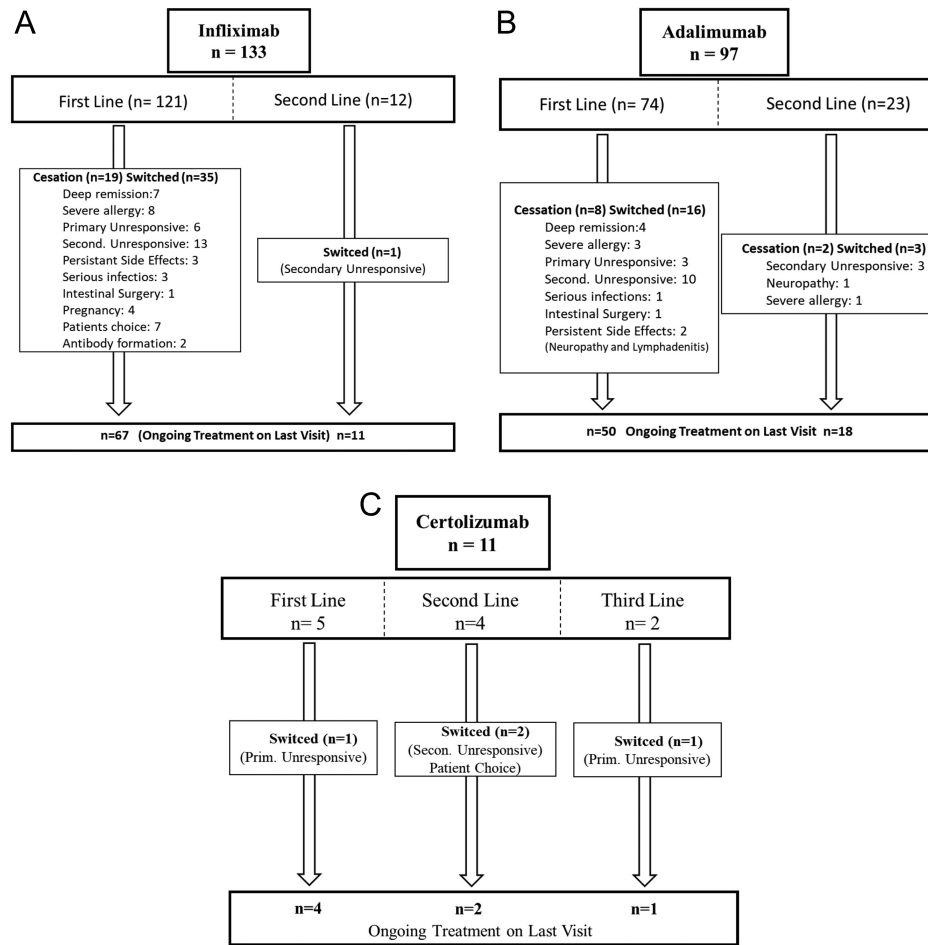 A
Infliximab
n = 133
First Line (n= 121)
Second Line (n=12)
Cesation (n=19) Switched (n=35)
Deep remission:7
Severe allergy: 8
Primary Unresponsive: 6
Second. Unresponsive: 13
Persistant Side Effects: 3
Serious infectios: 3
Intestinal Surgery: 1
Pregnancy: 4
Patients choice: 7
Antibody formation: 2
Switced (n=1)
(Secondary Unresponsive)
n=67 (Ongoing Treatment on Last Visit) n=11
B
Adalimumab
n = 97
First Line (n= 74)
Second Line (n=23)
Cessation (n=8) Switched (n=16)
Deep remission:4
Severe allergy: 3
Primary Unresponsive: 3
Second. Unresponsive: 10
Serious infections: 1
Intestinal Surgery: 1
Persistent Side Effects: 2
(Neuropathy and Lymphadenitis)
Cessation (n=2) Switched (n=3)
Secondary Unresponsive: 3
Neuropathy: 1
Severe allergy: 1
n=50 Ongoing Treatment on Last Visit n=18
C
Certolizumab
n = 11
First Line
n= 5
Second Line
n=4
Third Line
n= 2
Switced (n=1)
(Prim. Unresponsive)
Switced (n=2)
(Secon. Unresponsive)
Patient Choice)
Switced (n=1)
(Prim. Unresponsive)
n=4 n=2 n=1
Ongoing Treatment on Last Visit